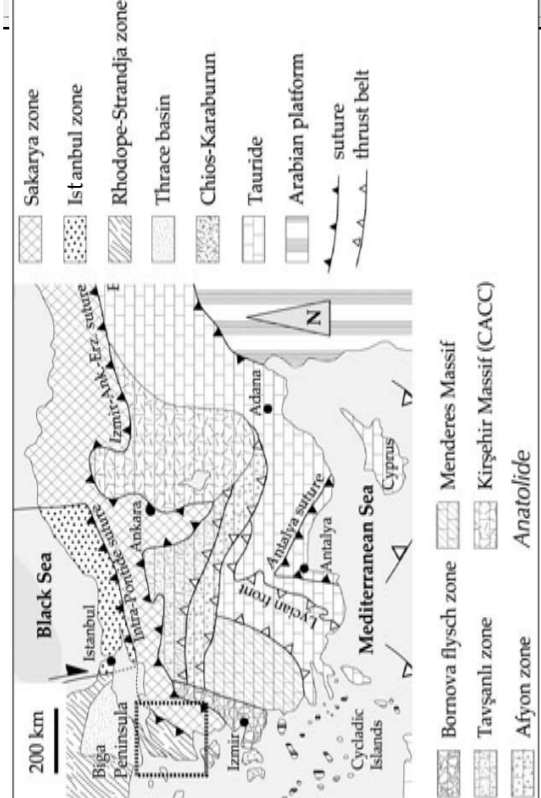 200 km
Black Sea
Istanbul
Biga
Peninsula
Intra-Pontide suture
Izmir-Ank-Erz. suture
E
Ankara
Izmir
Lycian front
Antalya suture
Antalya
Adana
Cycladic
Islands
Mediterranean Sea
Cyprus
N
Sakarya zone
Istanbul zone
Rhodope-Strandja zone
Thrace basin
Chios-Karaburun
Tauride
Arabian platform
suture
thrust belt
Bornova flysch zone
Tavşanlı zone
Afyon zone
Menderes Massif
Kirşehir Massif (CACC)
Anatolide